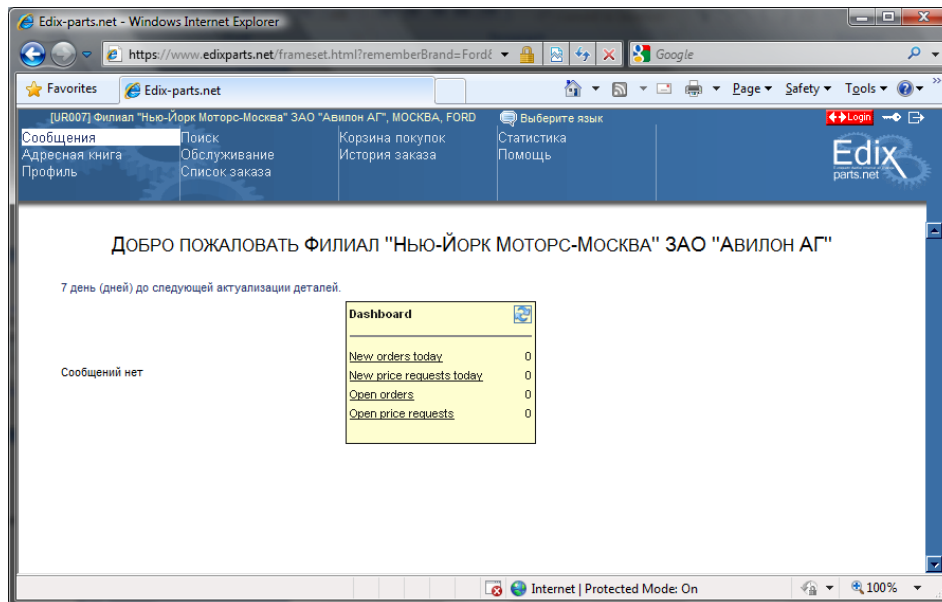 Edix-parts.net - Windows Internet Explorer
https://www.edixparts.net/frameset.html?rememberBrand=Ford&
Google
Favorites
Edix-parts.net
Page
Safety
Tools
[UR007] Филиал "Нью-Йорк Моторс-Москва" ЗАО "Авилон АГ", МОСКВА, FORD
Выберите язык
Login
Сообщения
Поиск
Корзина покупок
Статистика
Адресная книга
Обслуживание
История заказа
Помощь
Профиль
Список заказа
Edix
parts.net
Добро пожаловать Филиал "Нью-Йорк Моторс-Москва" ЗАО "Авилон АГ"
7 день (дней) до следующей актуализации деталей.
Dashboard
New orders today 0
New price requests today 0
Open orders 0
Open price requests 0
Сообщений нет
Internet | Protected Mode: On
100%